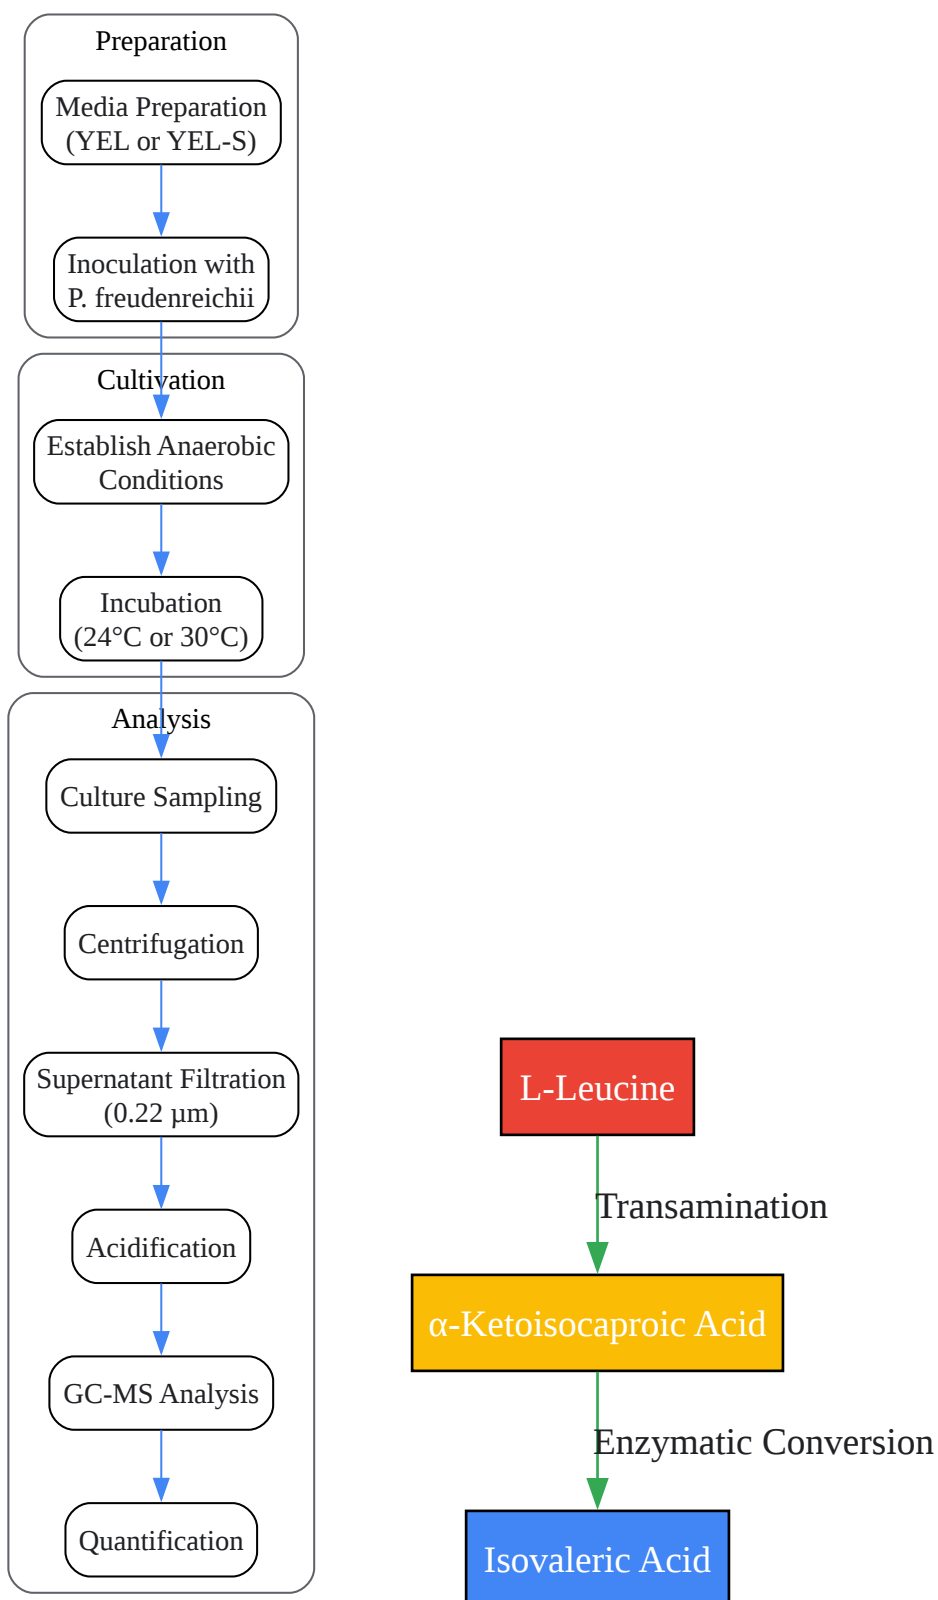 Preparation
Media Preparation
(YEL or YEL-S)
Inoculation with
P. freudenreichii
Cultivation
Establish Anaerobic
Conditions
Incubation
(24°C or 30°C)
Analysis
Culture Sampling
Centrifugation
Supernatant Filtration
(0.22 µm)
Acidification
GC-MS Analysis
Quantification
L-Leucine
Transamination
α-Ketoisocaproic Acid
Enzymatic Conversion
Isovaleric Acid